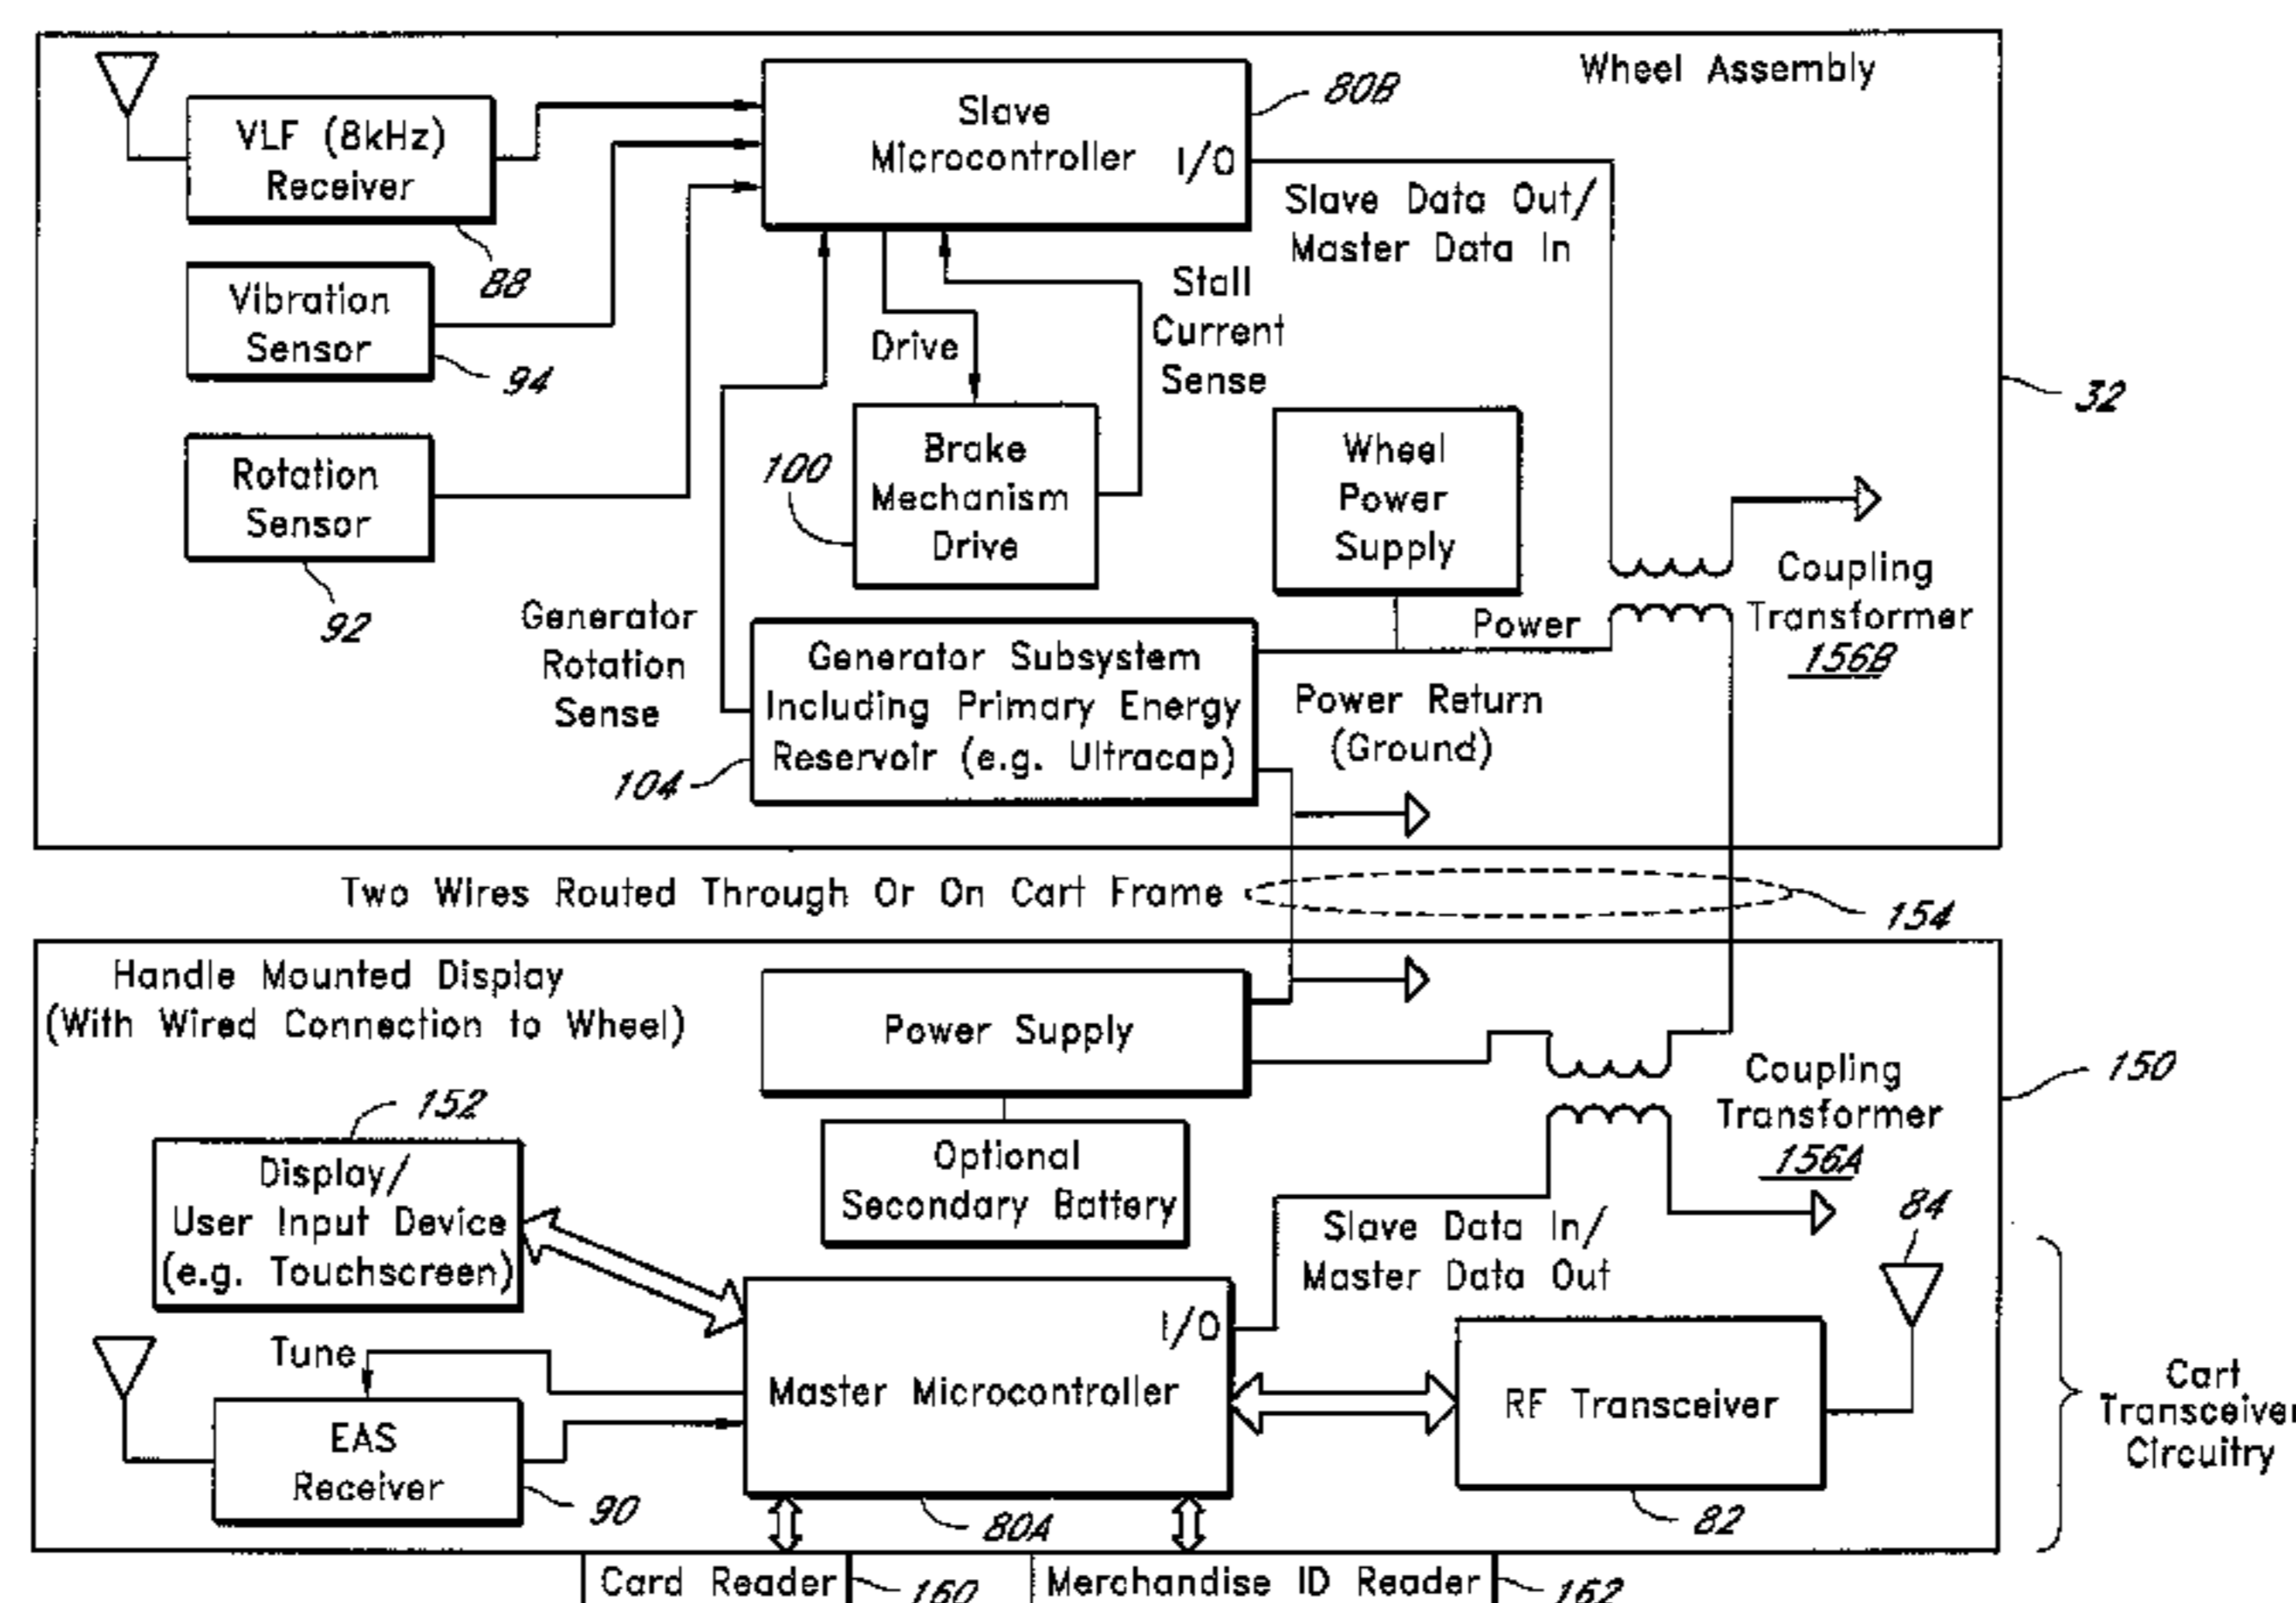 Wheel Assembly
80B
Slave
Microcontroller
I/O
VLF (8kHz)
Receiver
88
Slave Data Out/
Master Data In
Vibration
Sensor
94
Stall
Current
Sense
Drive
32
Rotation
Sensor
92
100
Brake
Mechanism
Drive
Wheel
Power
Supply
Coupling
Transformer
156B
Generator
Rotation
Sense
Power
Generator Subsystem
Including Primary Energy
Reservoir (e.g. Ultracap)
104
Power Return
(Ground)
Two Wires Routed Through Or On Cart Frame
154
Handle Mounted Display
(With Wired Connection to Wheel)
Power Supply
Coupling
Transformer
156A
150
152
Display/
User Input Device
(e.g. Touchscreen)
Optional
Secondary Battery
84
Slave Data In/
Master Data Out
I/O
Tune
Master Microcontroller
RF Transceiver
Cart
Transceiver
Circuitry
EAS
Receiver
90
80A
82
Card Reader
160
Merchandise ID Reader
162